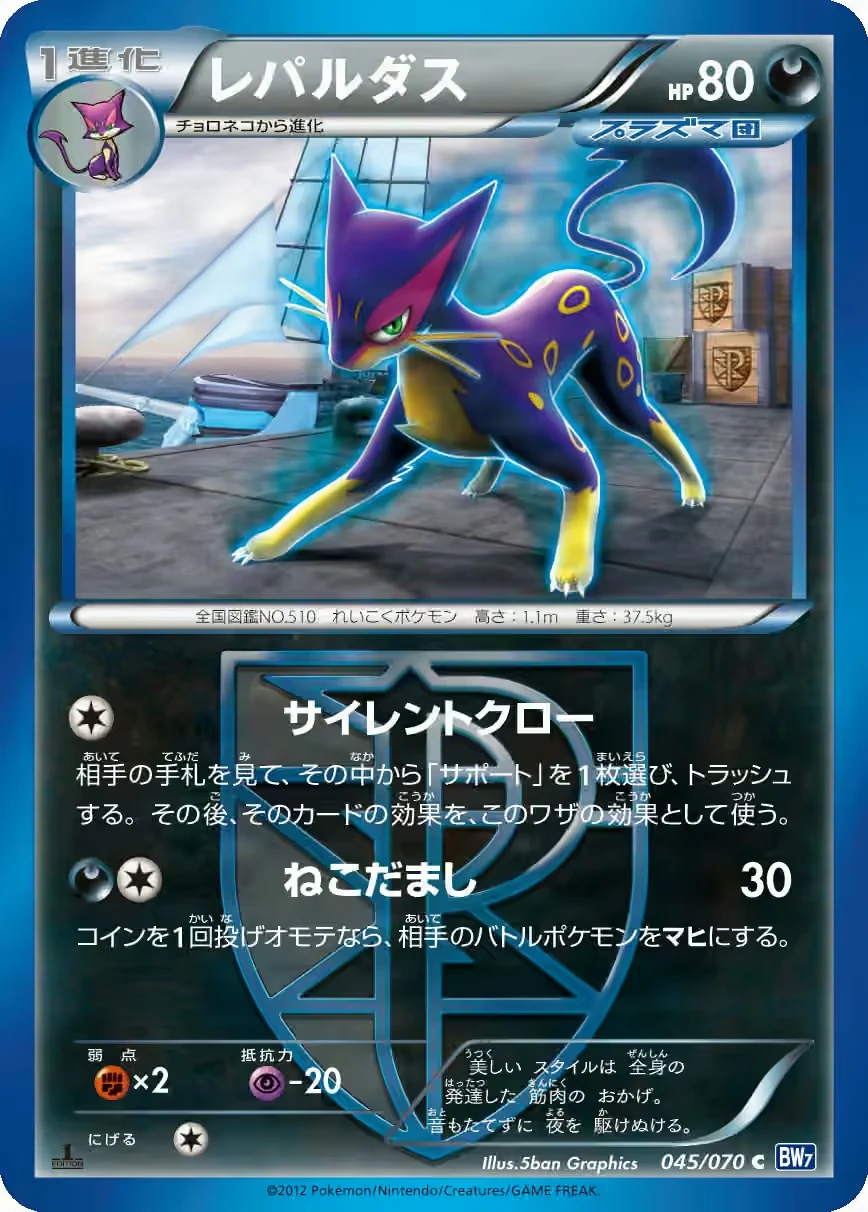 1進化
レパルダス
HP80
チョロネコから進化
プラズマ団
全国図鑑NO.510 れいこくポケモン 高さ：1.1m 重さ：37.5kg
サイレントクロー
相手の手札を見て、その中から「サポート」を1枚選び、トラッシュ
する。その後、そのカードの効果を、このワザの効果として使う。
ねこだまし 30
コインを1回投げオモテなら、相手のバトルポケモンをマヒにする。
弱点 抵抗力
×2 -20
にげる
美しい スタイルは 全身の
発達した 筋肉の おかげ。
音もたてずに 夜を 駆けぬける。
1 EDITION
Illus.5ban Graphics 045/070 C BW7
©2012 Pokémon/Nintendo/Creatures/GAME FREAK.